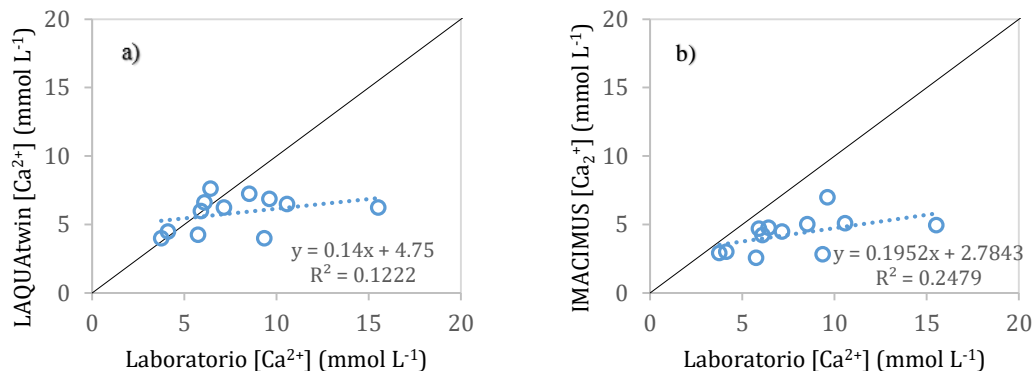 a)
LAQUAtwin [Ca²⁺] (mmol L⁻¹)
20
15
10
5
0
y = 0.14x + 4.75
R² = 0.1222
0 5 10 15 20
Laboratorio [Ca²⁺] (mmol L⁻¹)
b)
IMACIMUS [Ca₂⁺] (mmol L⁻¹)
20
15
10
5
0
y = 0.1952x + 2.7843
R² = 0.2479
0 5 10 15 20
Laboratorio [Ca²⁺] (mmol L⁻¹)